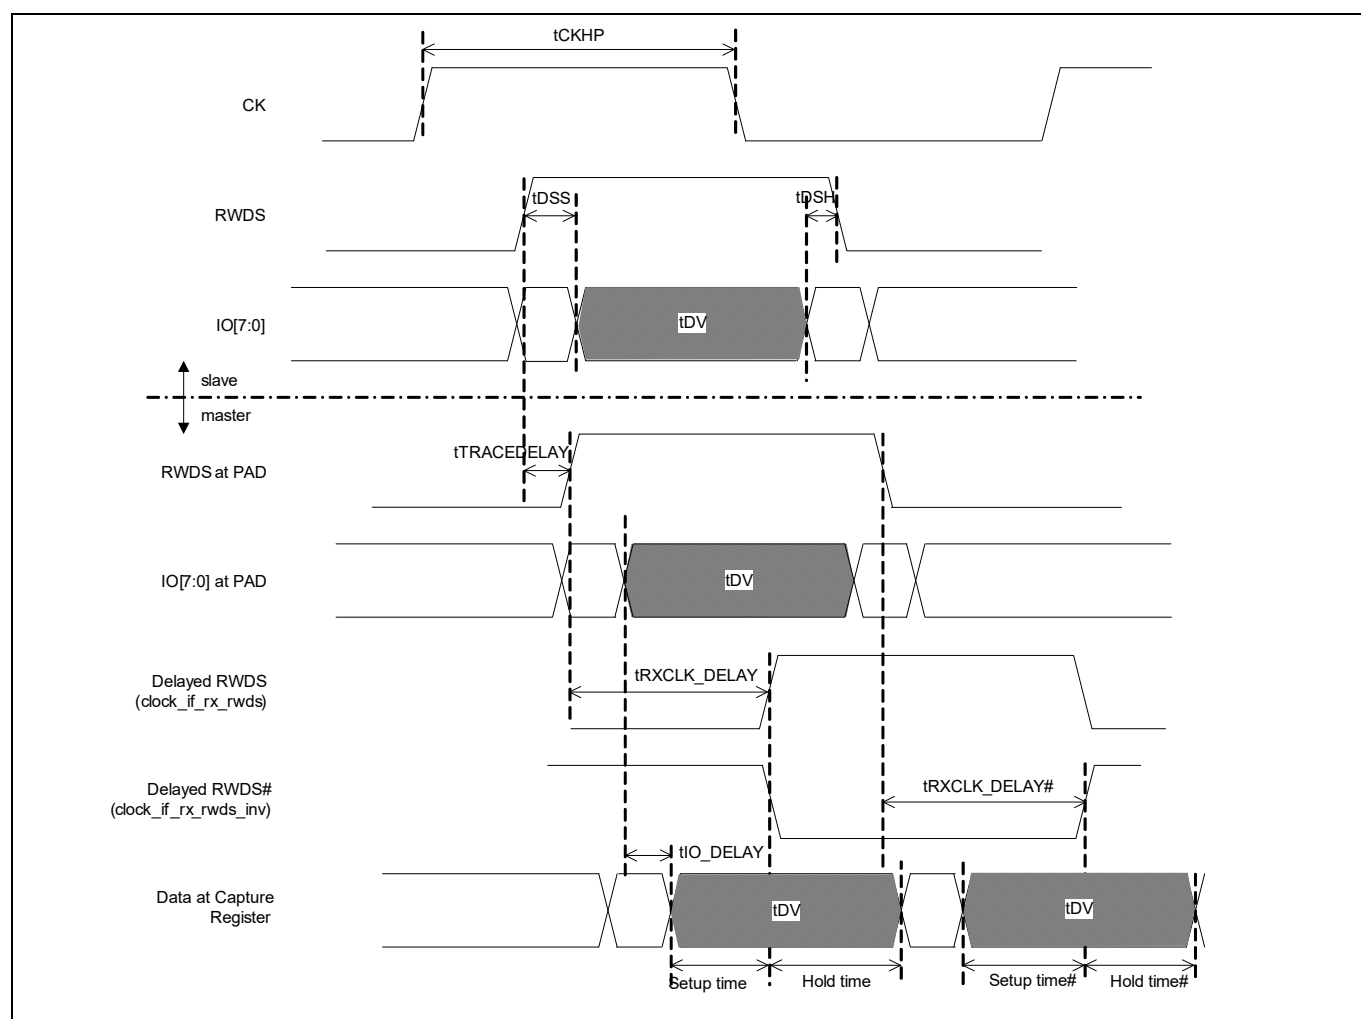 tCKHP
CK
tDSS
tDSH
RWDS
IO[7:0]
tDV
slave
master
tTRACEDELAY
RWDS at PAD
IO[7:0] at PAD
tDV
tRXCLK_DELAY
Delayed RWDS
(clock_if_rx_rwds)
Delayed RWDS#
(clock_if_rx_rwds_inv)
tRXCLK_DELAY#
tIO_DELAY
Data at Capture
Register
tDV
tDV
Setup time
Hold time
Setup time#
Hold time#